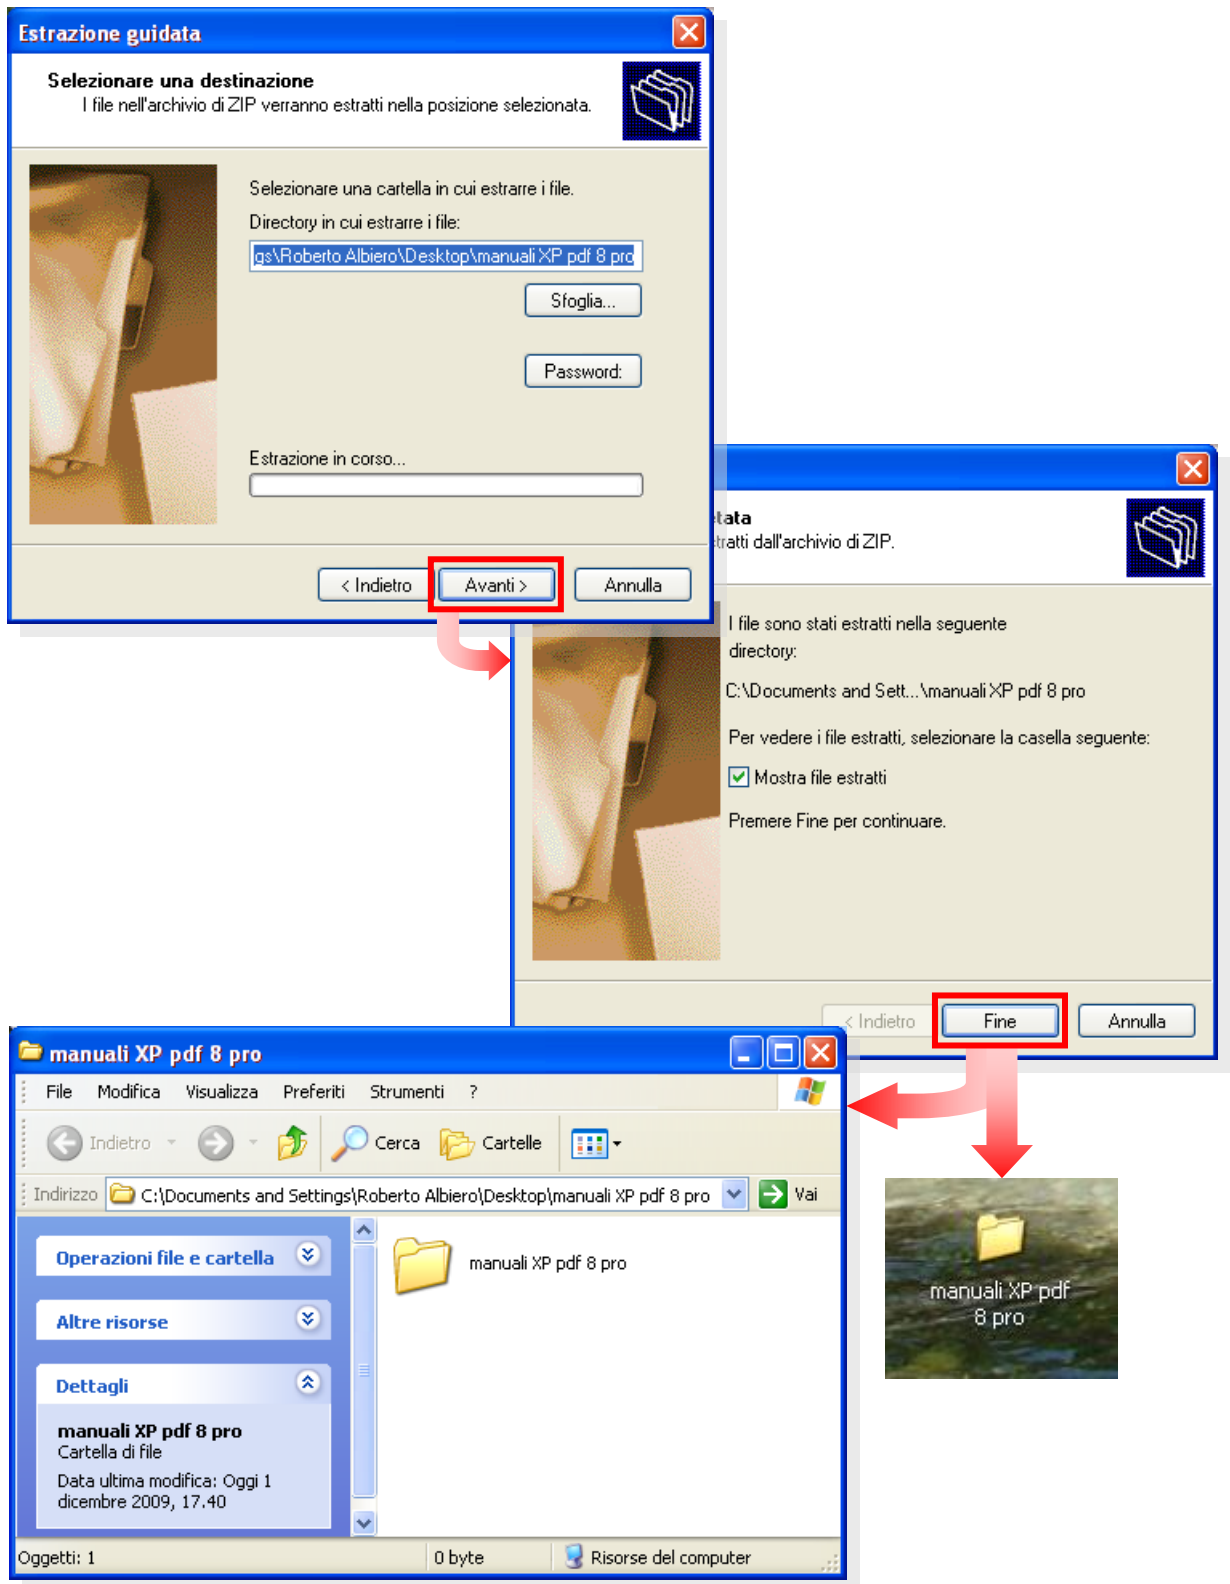 Estrazione guidata
Selezionare una destinazione
I file nell'archivio di ZIP verranno estratti nella posizione selezionata.
Selezionare una cartella in cui estrarre i file.
Directory in cui estrarre i file:
gs\Roberto Albiero\Desktop\manuali XP pdf 8 pro
Sfoglia...
Password:
Estrazione in corso...
< Indietro
Avanti >
Annulla
tata
tratti dall'archivio di ZIP.
I file sono stati estratti nella seguente
directory:
C:\Documents and Sett...\manuali XP pdf 8 pro
Per vedere i file estratti, selezionare la casella seguente:
Mostra file estratti
Premere Fine per continuare.
< Indietro
Fine
Annulla
manuali XP pdf 8 pro
File Modifica Visualizza Preferiti Strumenti ?
Indietro Cerca Cartelle
Indirizzo C:\Documents and Settings\Roberto Albiero\Desktop\manuali XP pdf 8 pro Vai
Operazioni file e cartella
Altre risorse
Dettagli
manuali XP pdf 8 pro
Cartella di file
Data ultima modifica: Oggi 1
dicembre 2009, 17.40
manuali XP pdf 8 pro
Oggetti: 1 0 byte Risorse del computer
manuali XP pdf
8 pro